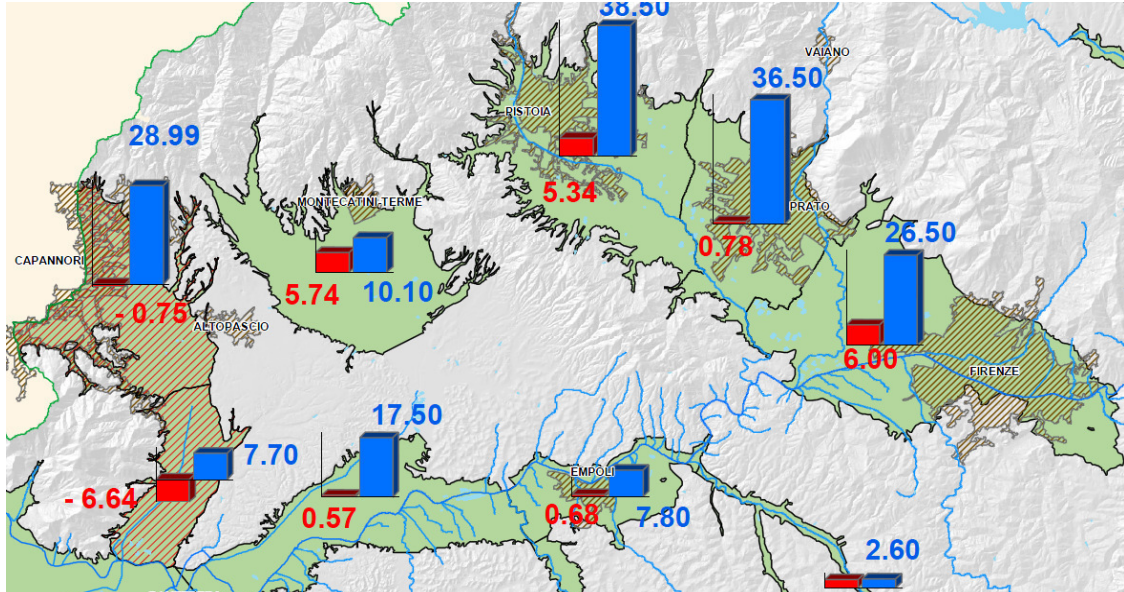 38.50
VAIANO
36.50
PISTOIA
28.99
5.34
MONTECATINI-TERME
PRATO
0.78
26.50
CAPANNORI
5.74
10.10
- 0.75
ALTOPASCIO
6.00
FIRENZE
17.50
7.70
EMPOLI
- 6.64
0.57
0.68
7.80
2.60